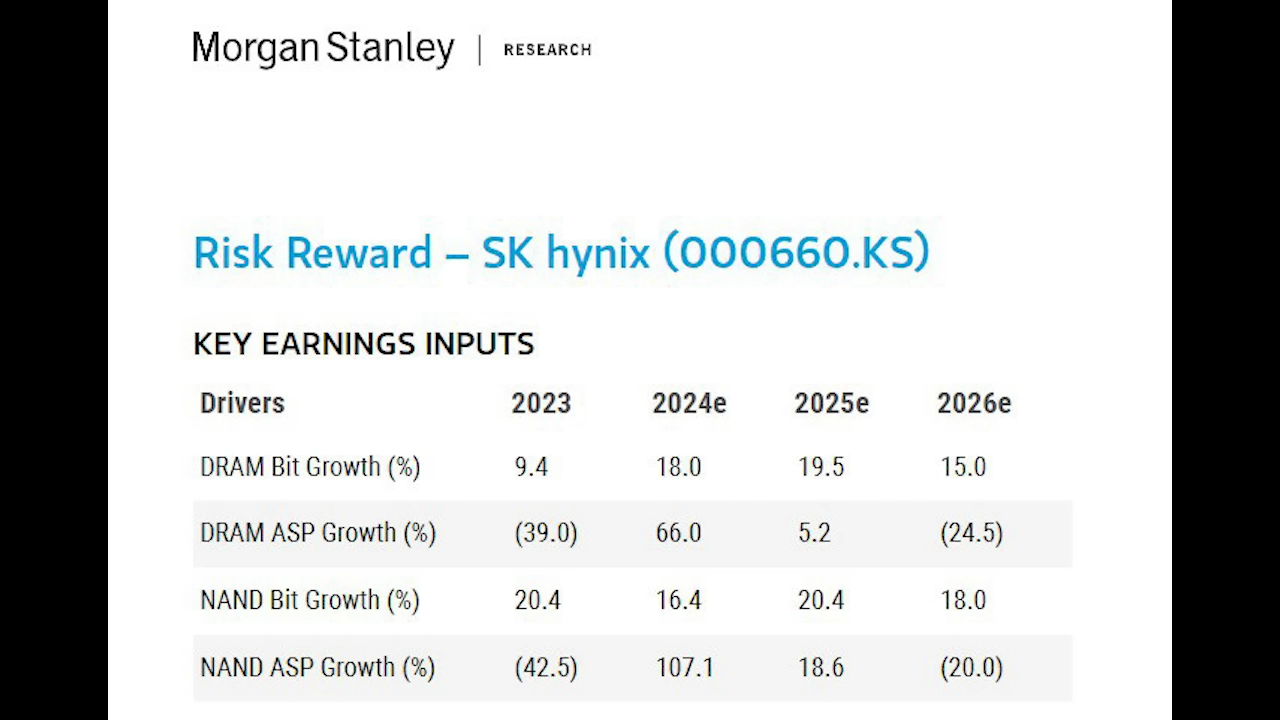 Morgan Stanley | RESEARCH
Risk Reward – SK hynix (000660.KS)
KEY EARNINGS INPUTS
Drivers 2023 2024e 2025e 2026e
DRAM Bit Growth (%) 9.4 18.0 19.5 15.0
DRAM ASP Growth (%) (39.0) 66.0 5.2 (24.5)
NAND Bit Growth (%) 20.4 16.4 20.4 18.0
NAND ASP Growth (%) (42.5) 107.1 18.6 (20.0)